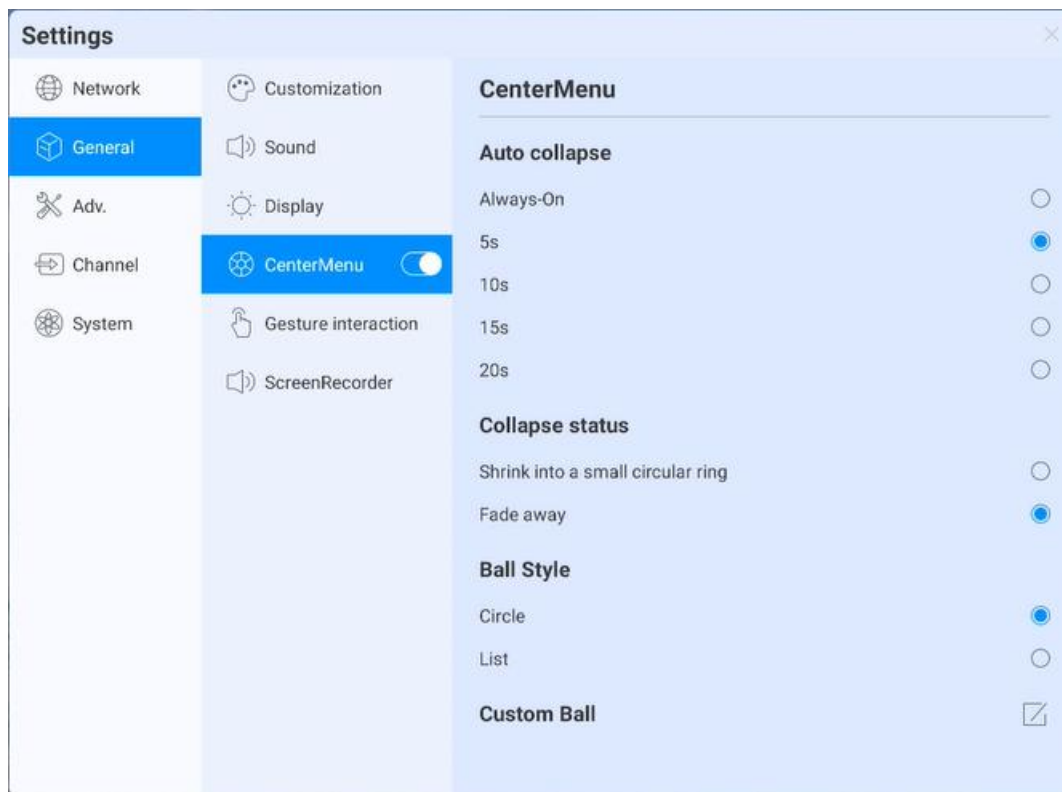 Settings
Network
General
Adv.
Channel
System
Customization
Sound
Display
CenterMenu
Gesture interaction
ScreenRecorder
CenterMenu
Auto collapse
Always-On
5s
10s
15s
20s
Collapse status
Shrink into a small circular ring
Fade away
Ball Style
Circle
List
Custom Ball